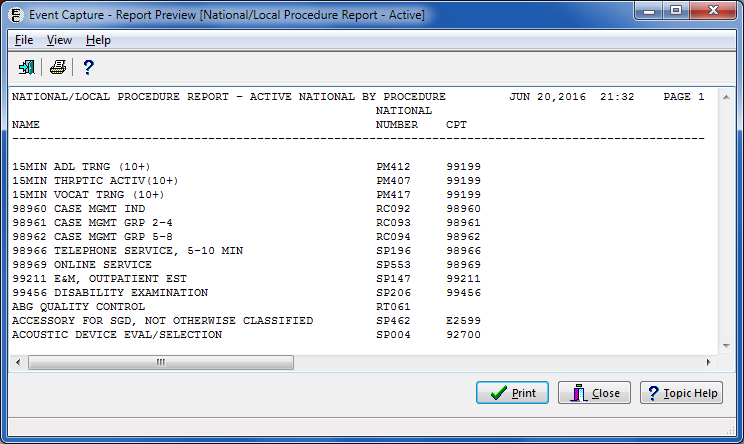 Event Capture - Report Preview [National/Local Procedure Report - Active]
File View Help
NATIONAL/LOCAL PROCEDURE REPORT - ACTIVE NATIONAL BY PROCEDURE JUN 20,2016 21:32 PAGE 1
NATIONAL
NAME NUMBER CPT
---------------------------------------------------------------------------------------------------
15MIN ADL TRNG (10+) PM412 99199
15MIN THRPTIC ACTIV(10+) PM407 99199
15MIN VOCAT TRNG (10+) PM417 99199
98960 CASE MGMT IND RC092 98960
98961 CASE MGMT GRP 2-4 RC093 98961
98962 CASE MGMT GRP 5-8 RC094 98962
98966 TELEPHONE SERVICE, 5-10 MIN SP196 98966
98969 ONLINE SERVICE SP553 98969
99211 E&M, OUTPATIENT EST SP147 99211
99456 DISABILITY EXAMINATION SP206 99456
ABG QUALITY CONTROL RT061
ACCESSORY FOR SGD, NOT OTHERWISE CLASSIFIED SP462 E2599
ACOUSTIC DEVICE EVAL/SELECTION SP004 92700
Print Close ? Topic Help